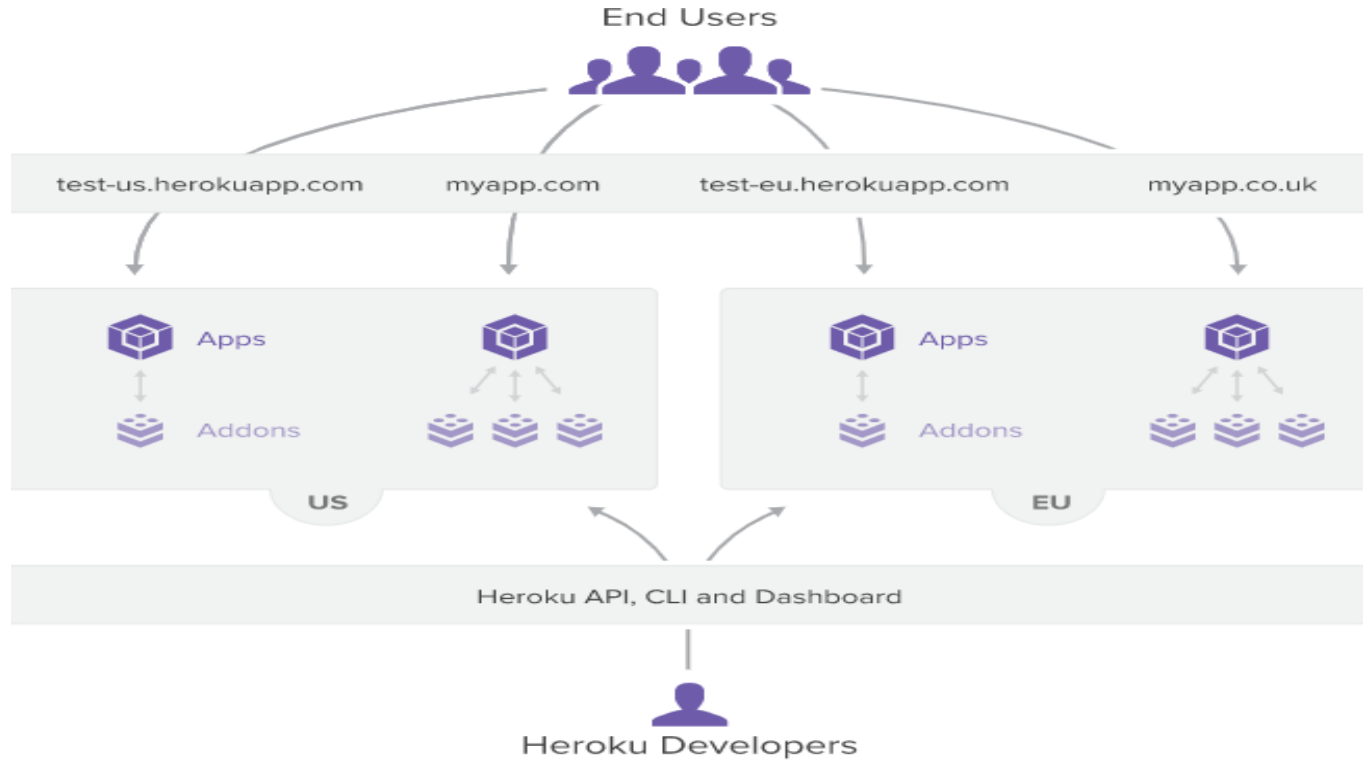 End Users
test-us.herokuapp.com myapp.com test-eu.herokuapp.com myapp.co.uk
Apps Apps
Addons Addons
US EU
Heroku API, CLI and Dashboard
Heroku Developers